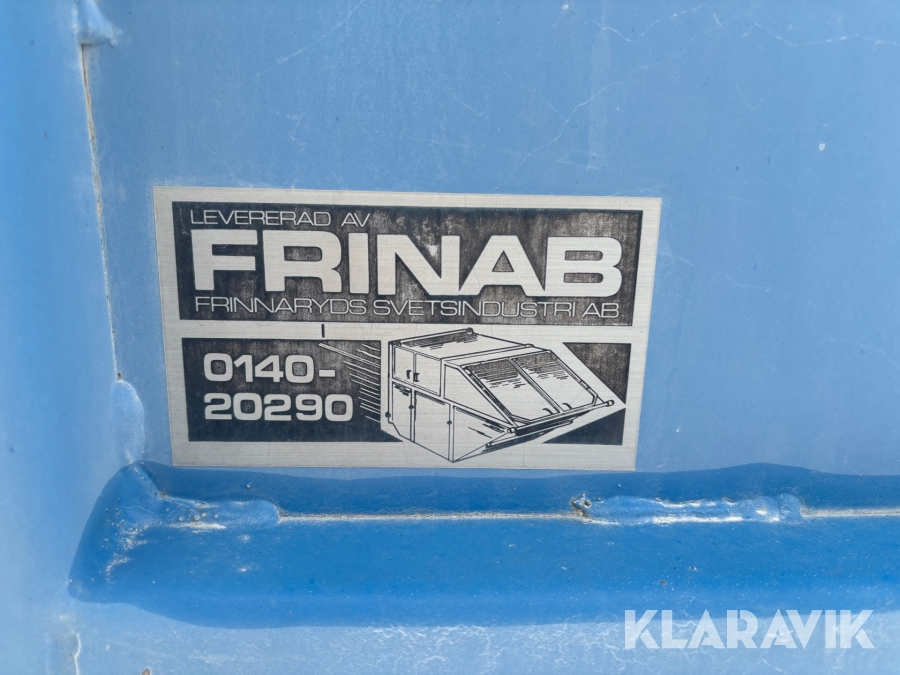 LEVERERAD AV
FRINAB
FRINNARYDS SVETSINDUSTRI AB
0140-
20290
KLARAVIK